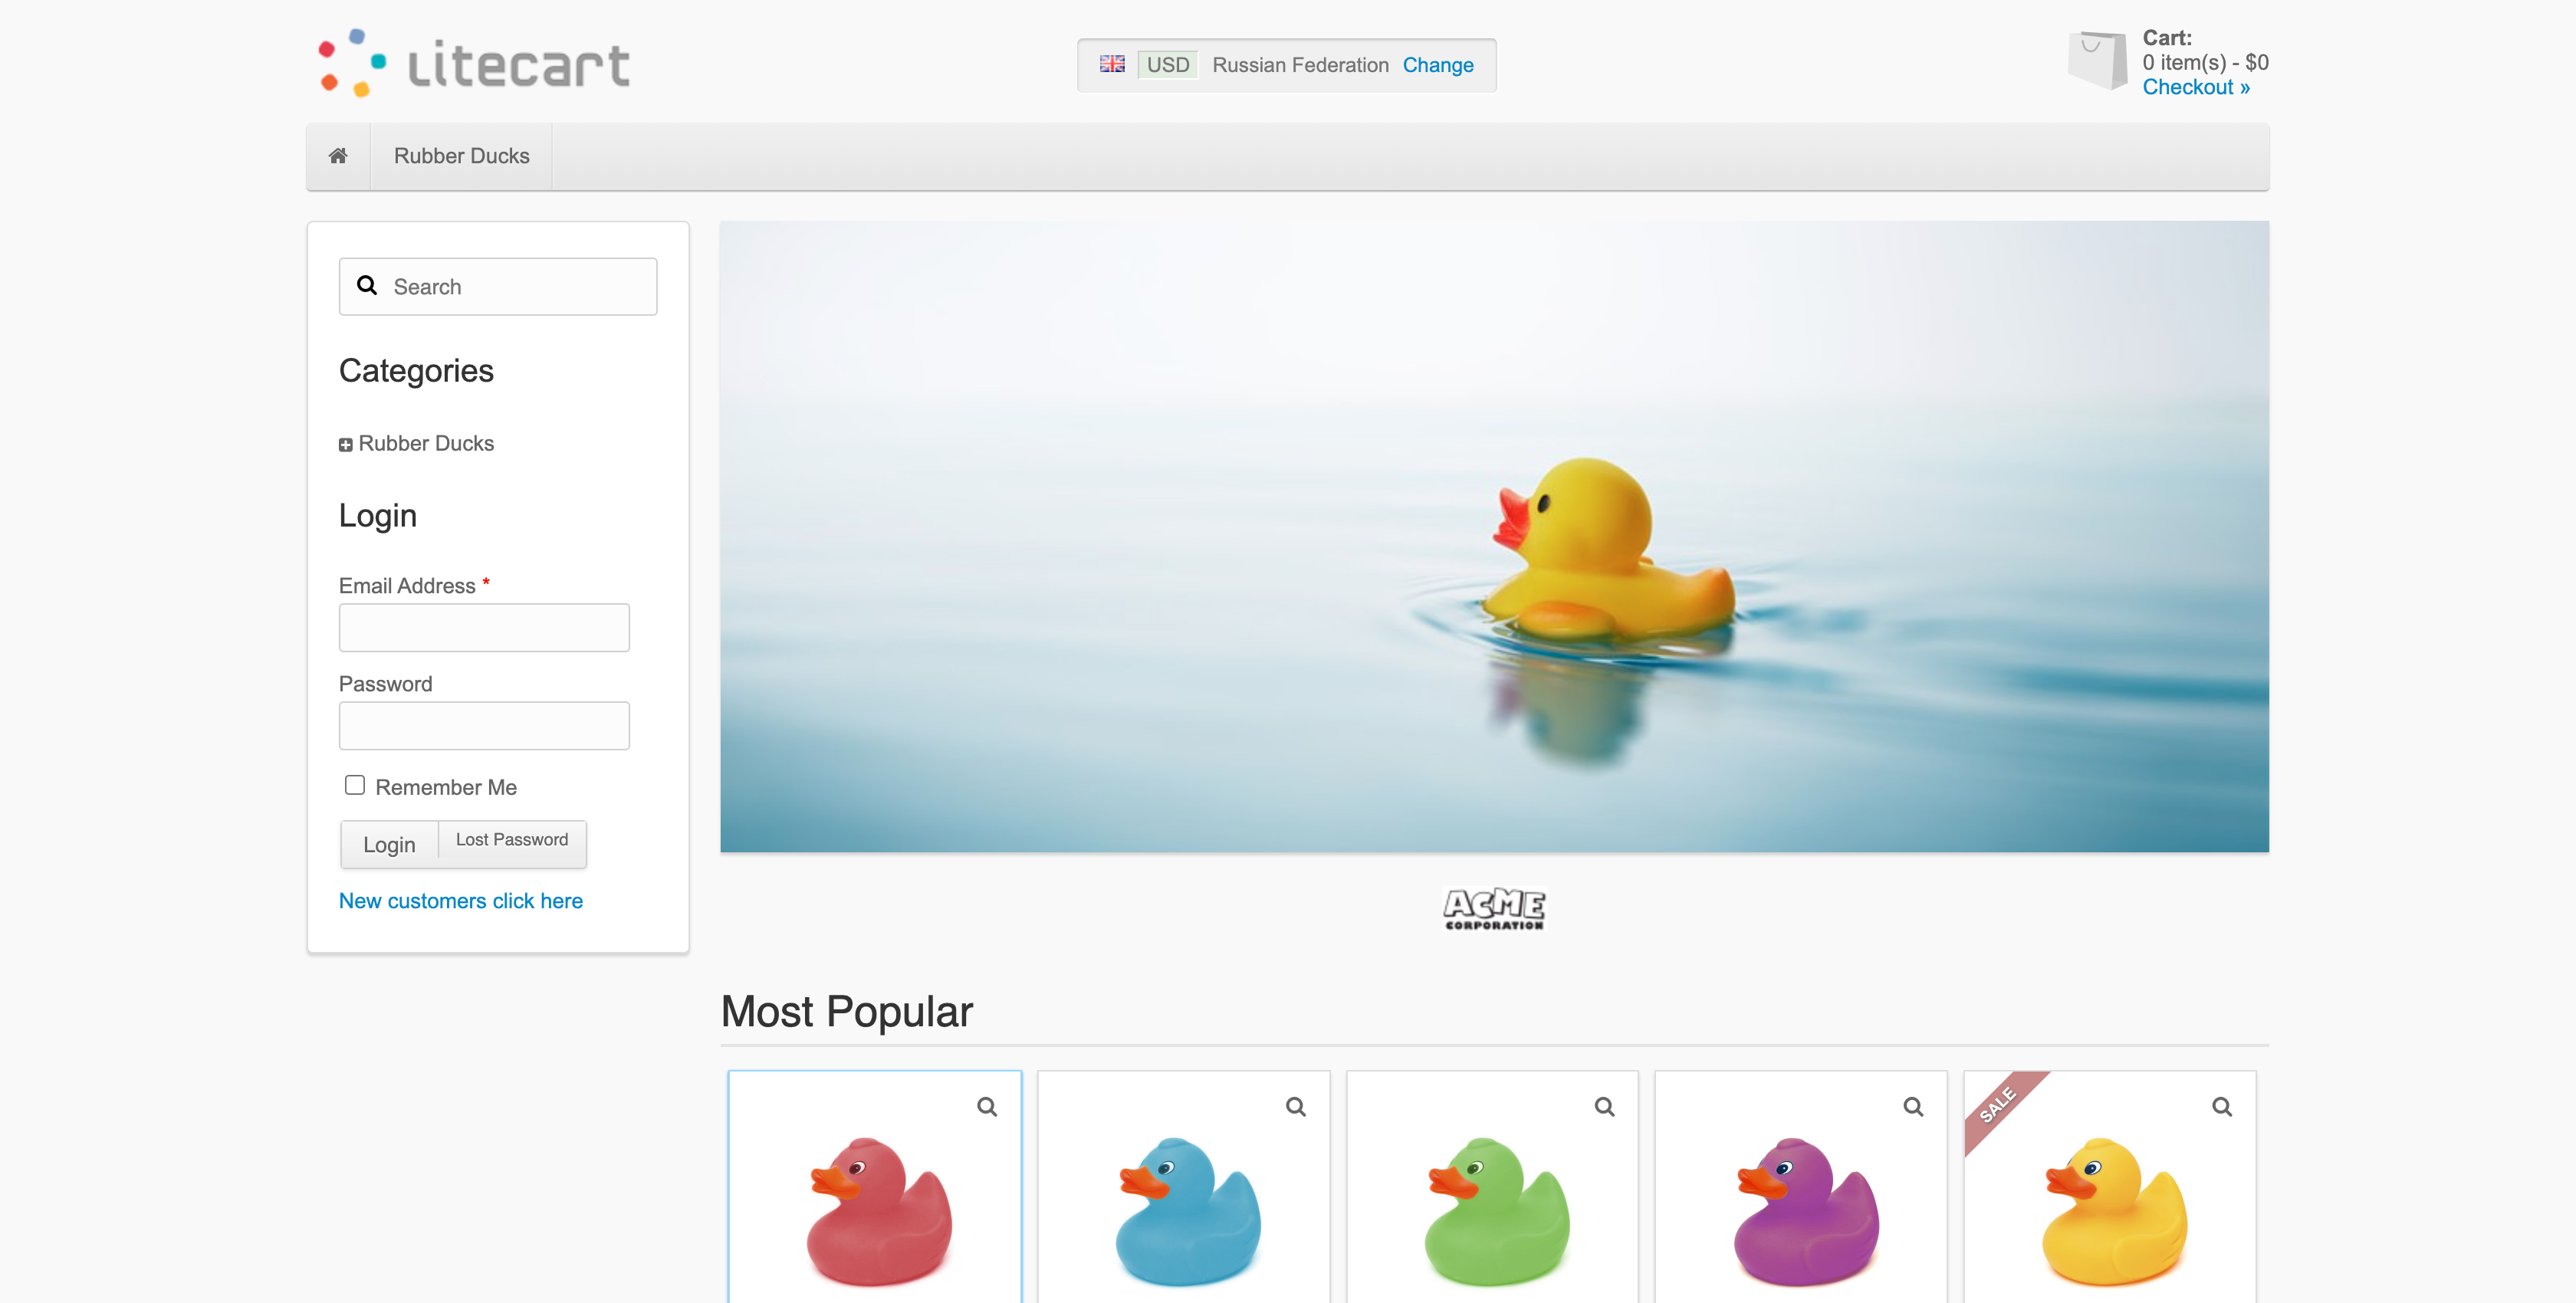 litecart
USD Russian Federation Change
Cart:
0 item(s) - $0
Checkout »
Rubber Ducks
Search
Categories
Rubber Ducks
Login
Email Address *
Password
Remember Me
Login Lost Password
New customers click here
ACME
CORPORATION
Most Popular
SALE